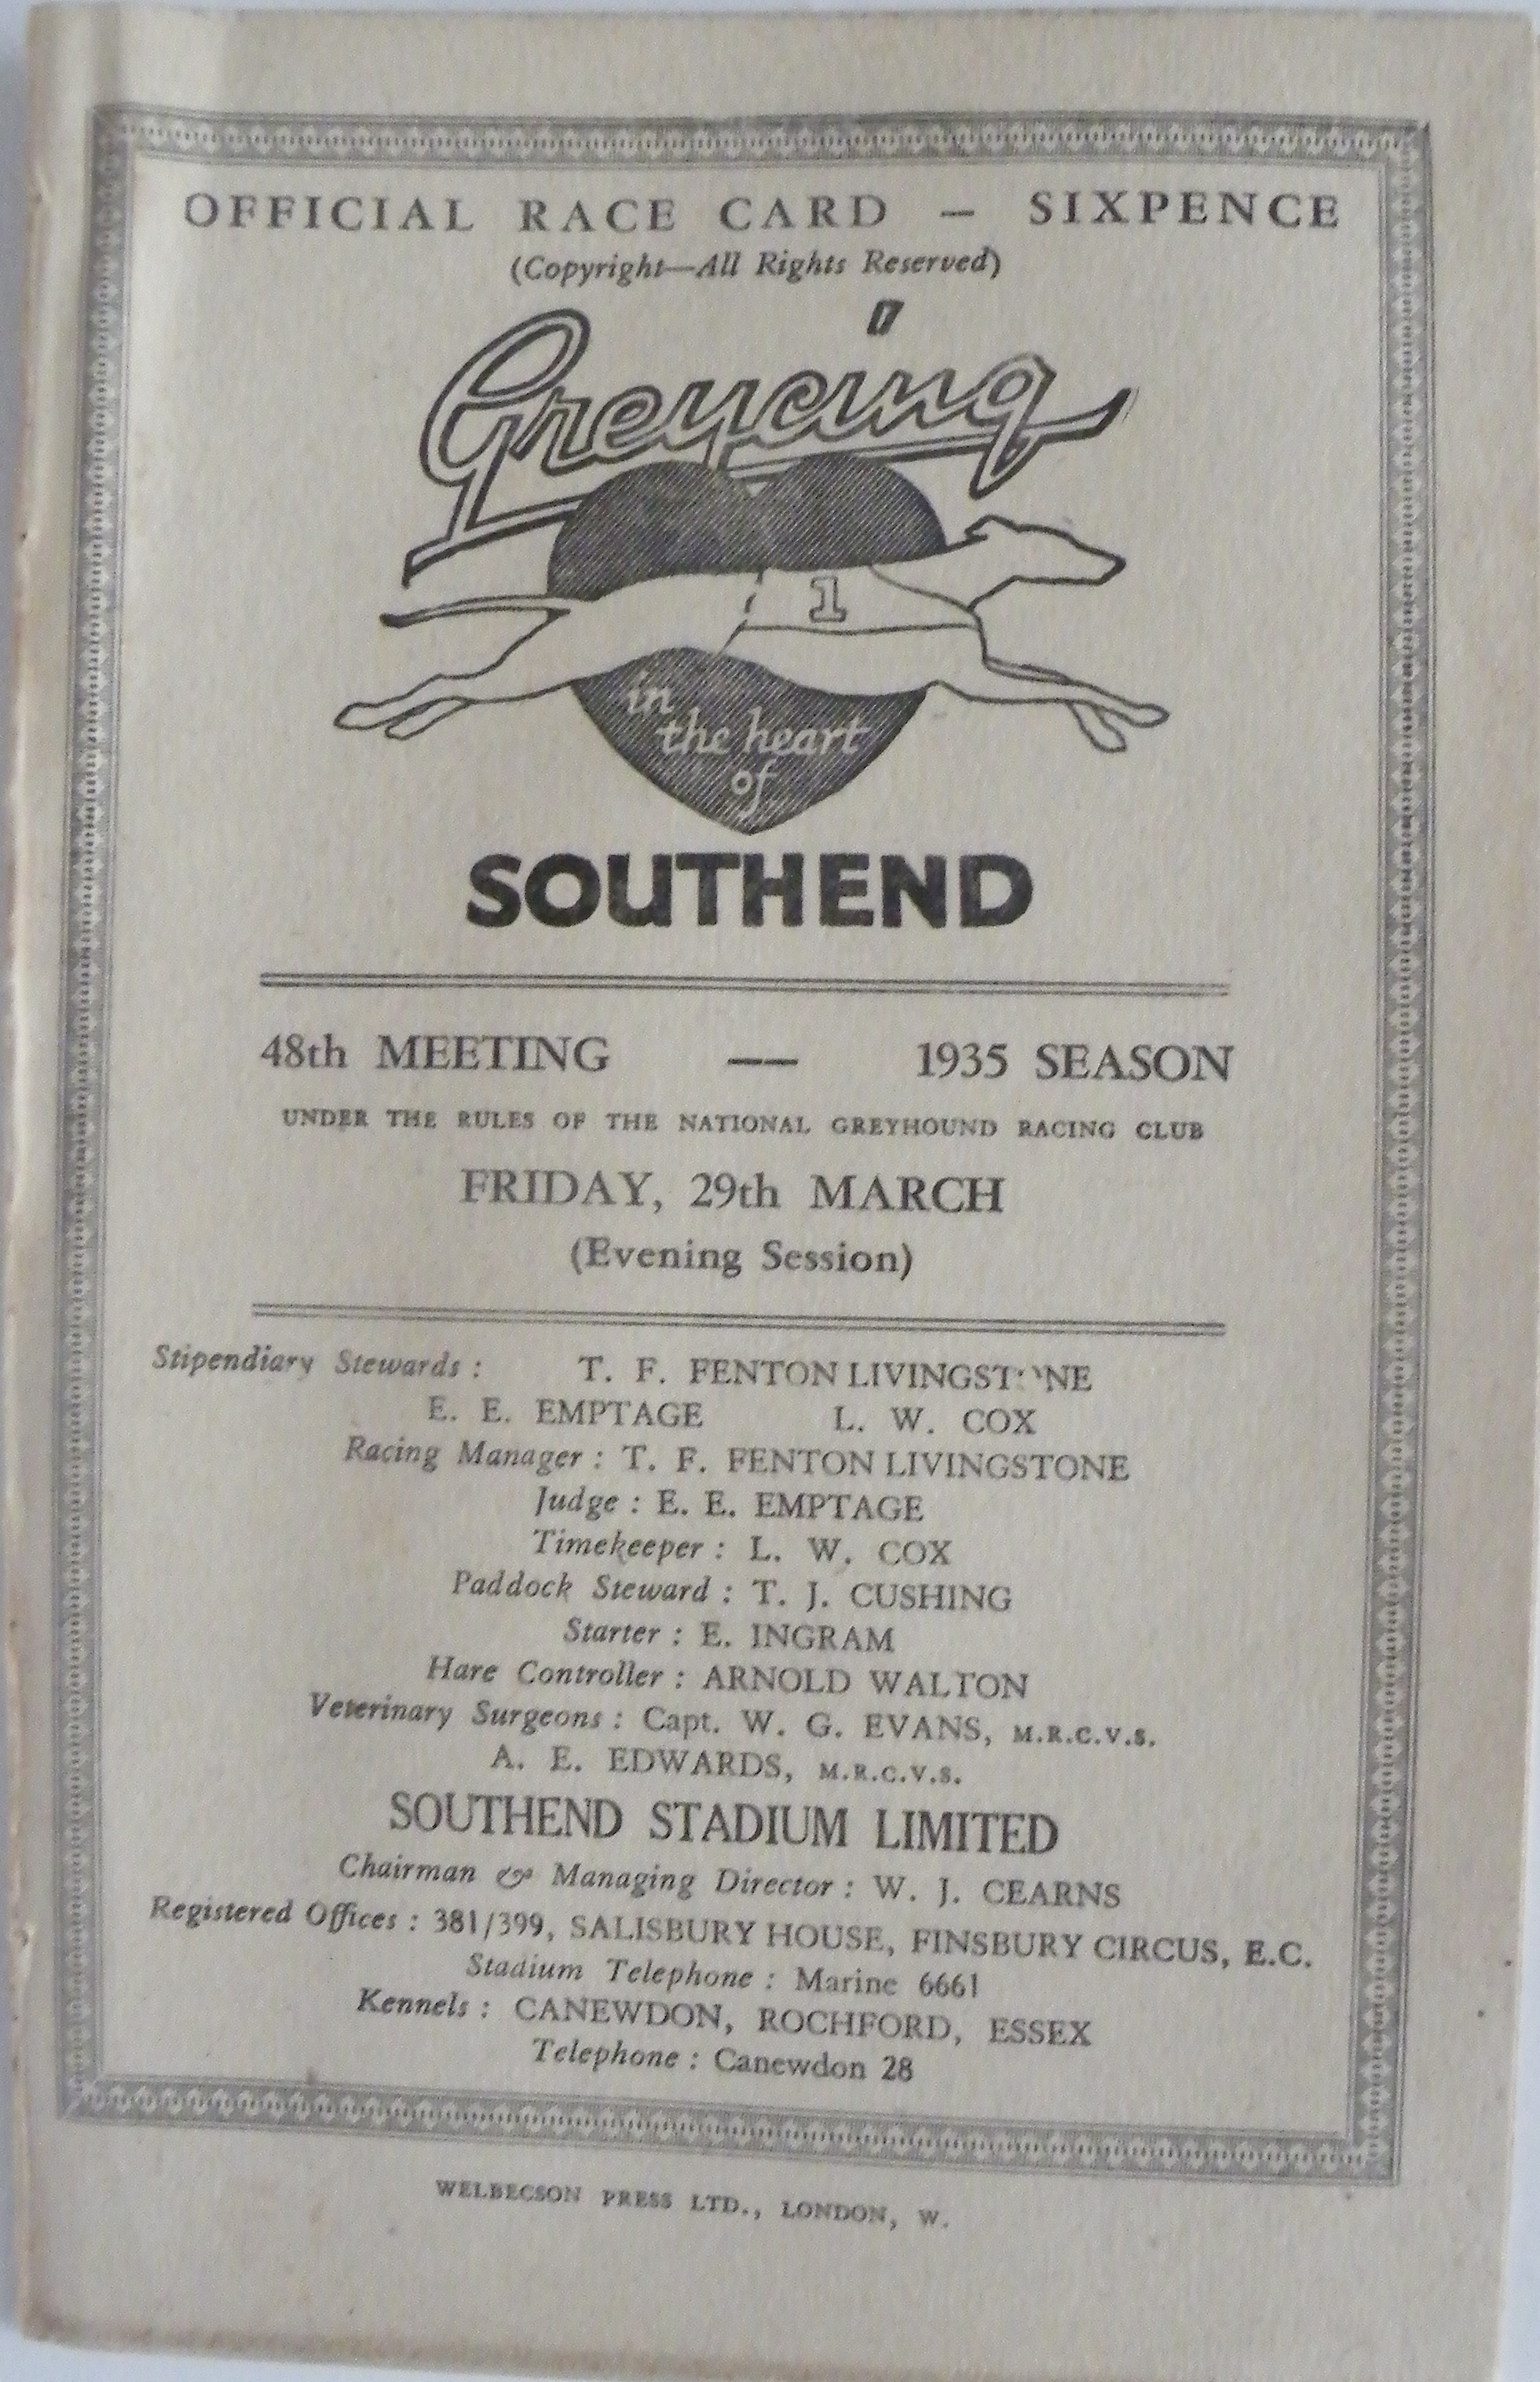 OFFICIAL RACE CARD — SIXPENCE
(Copyright—All Rights Reserved)
Greycing
1
in
the heart
of
SOUTHEND
48th MEETING — 1935 SEASON
UNDER THE RULES OF THE NATIONAL GREYHOUND RACING CLUB
FRIDAY, 29th MARCH
(Evening Session)
Stipendiary Stewards : T. F. FENTON LIVINGSTONE
E. E. EMPTAGE L. W. COX
Racing Manager : T. F. FENTON LIVINGSTONE
Judge : E. E. EMPTAGE
Timekeeper : L. W. COX
Paddock Steward : T. J. CUSHING
Starter : E. INGRAM
Hare Controller : ARNOLD WALTON
Veterinary Surgeons : Capt. W. G. EVANS, M.R.C.V.S.
A. E. EDWARDS, M.R.C.V.S.
SOUTHEND STADIUM LIMITED
Chairman & Managing Director : W. J. CEARNS
Registered Offices : 381/399, SALISBURY HOUSE, FINSBURY CIRCUS, E.C.
Stadium Telephone : Marine 6661
Kennels : CANEWDON, ROCHFORD, ESSEX
Telephone : Canewdon 28
WELBECSON PRESS LTD., LONDON, W.